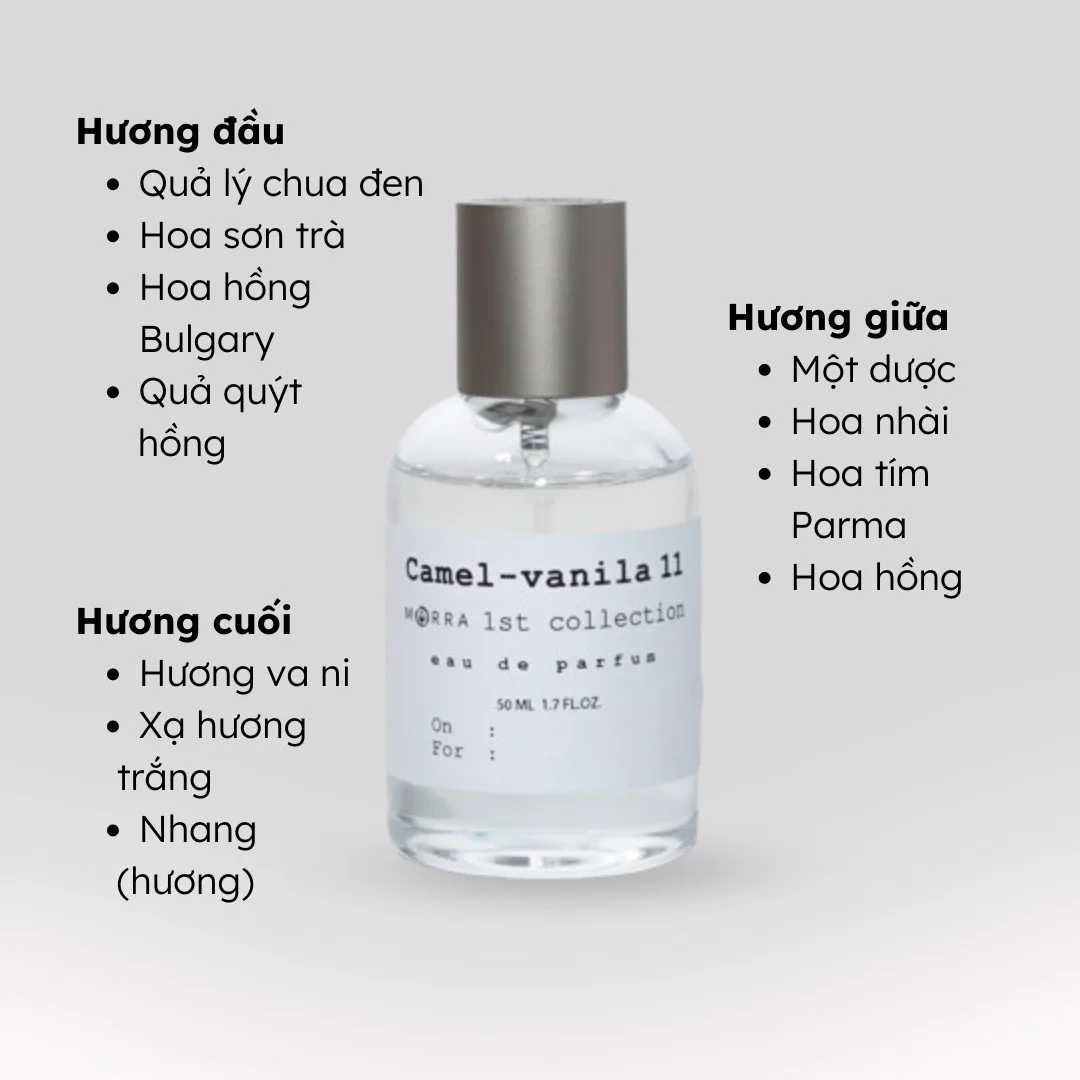 Hương đầu
• Quả lý chua đen
• Hoa sơn trà
• Hoa hồng
Bulgary
• Quả quýt
hồng
Hương giữa
• Một dược
• Hoa nhài
• Hoa tím
Parma
• Hoa hồng
Hương cuối
• Hương va ni
• Xạ hương
trắng
• Nhang
(hương)
Camel-vanila 11
MORRA 1st collection
eau de parfum
50 ML 1.7 FL.OZ.
On :
For :